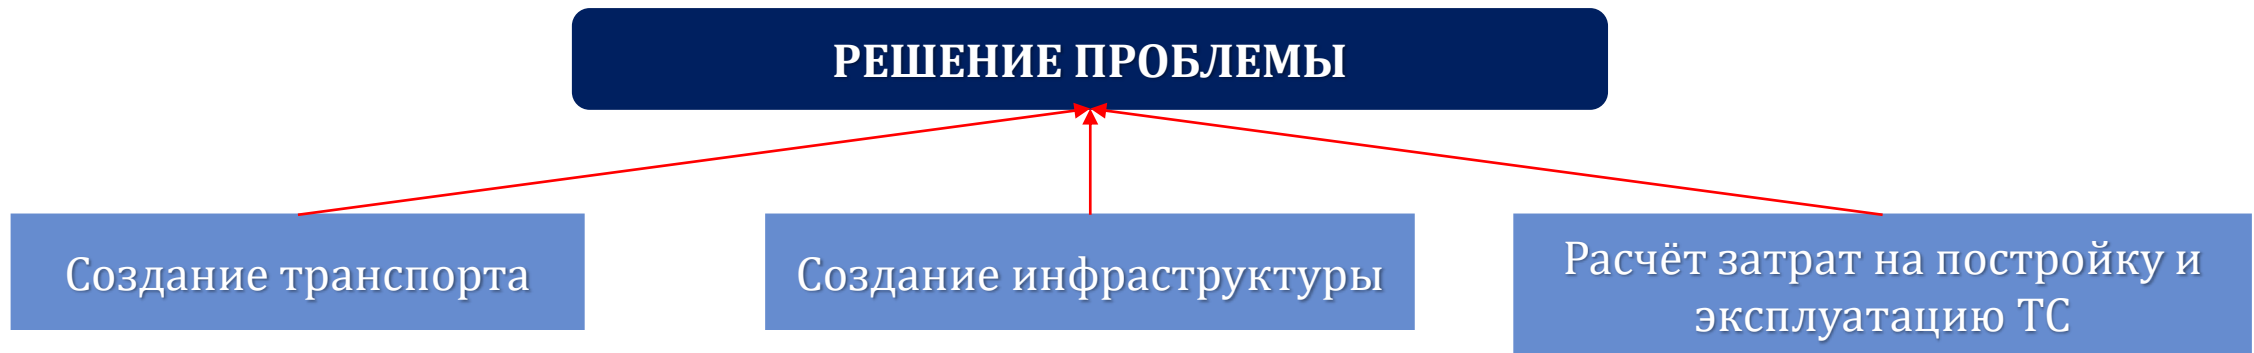 РЕШЕНИЕ ПРОБЛЕМЫ
Создание транспорта
Создание инфраструктуры
Расчёт затрат на постройку и
эксплуатацию ТС